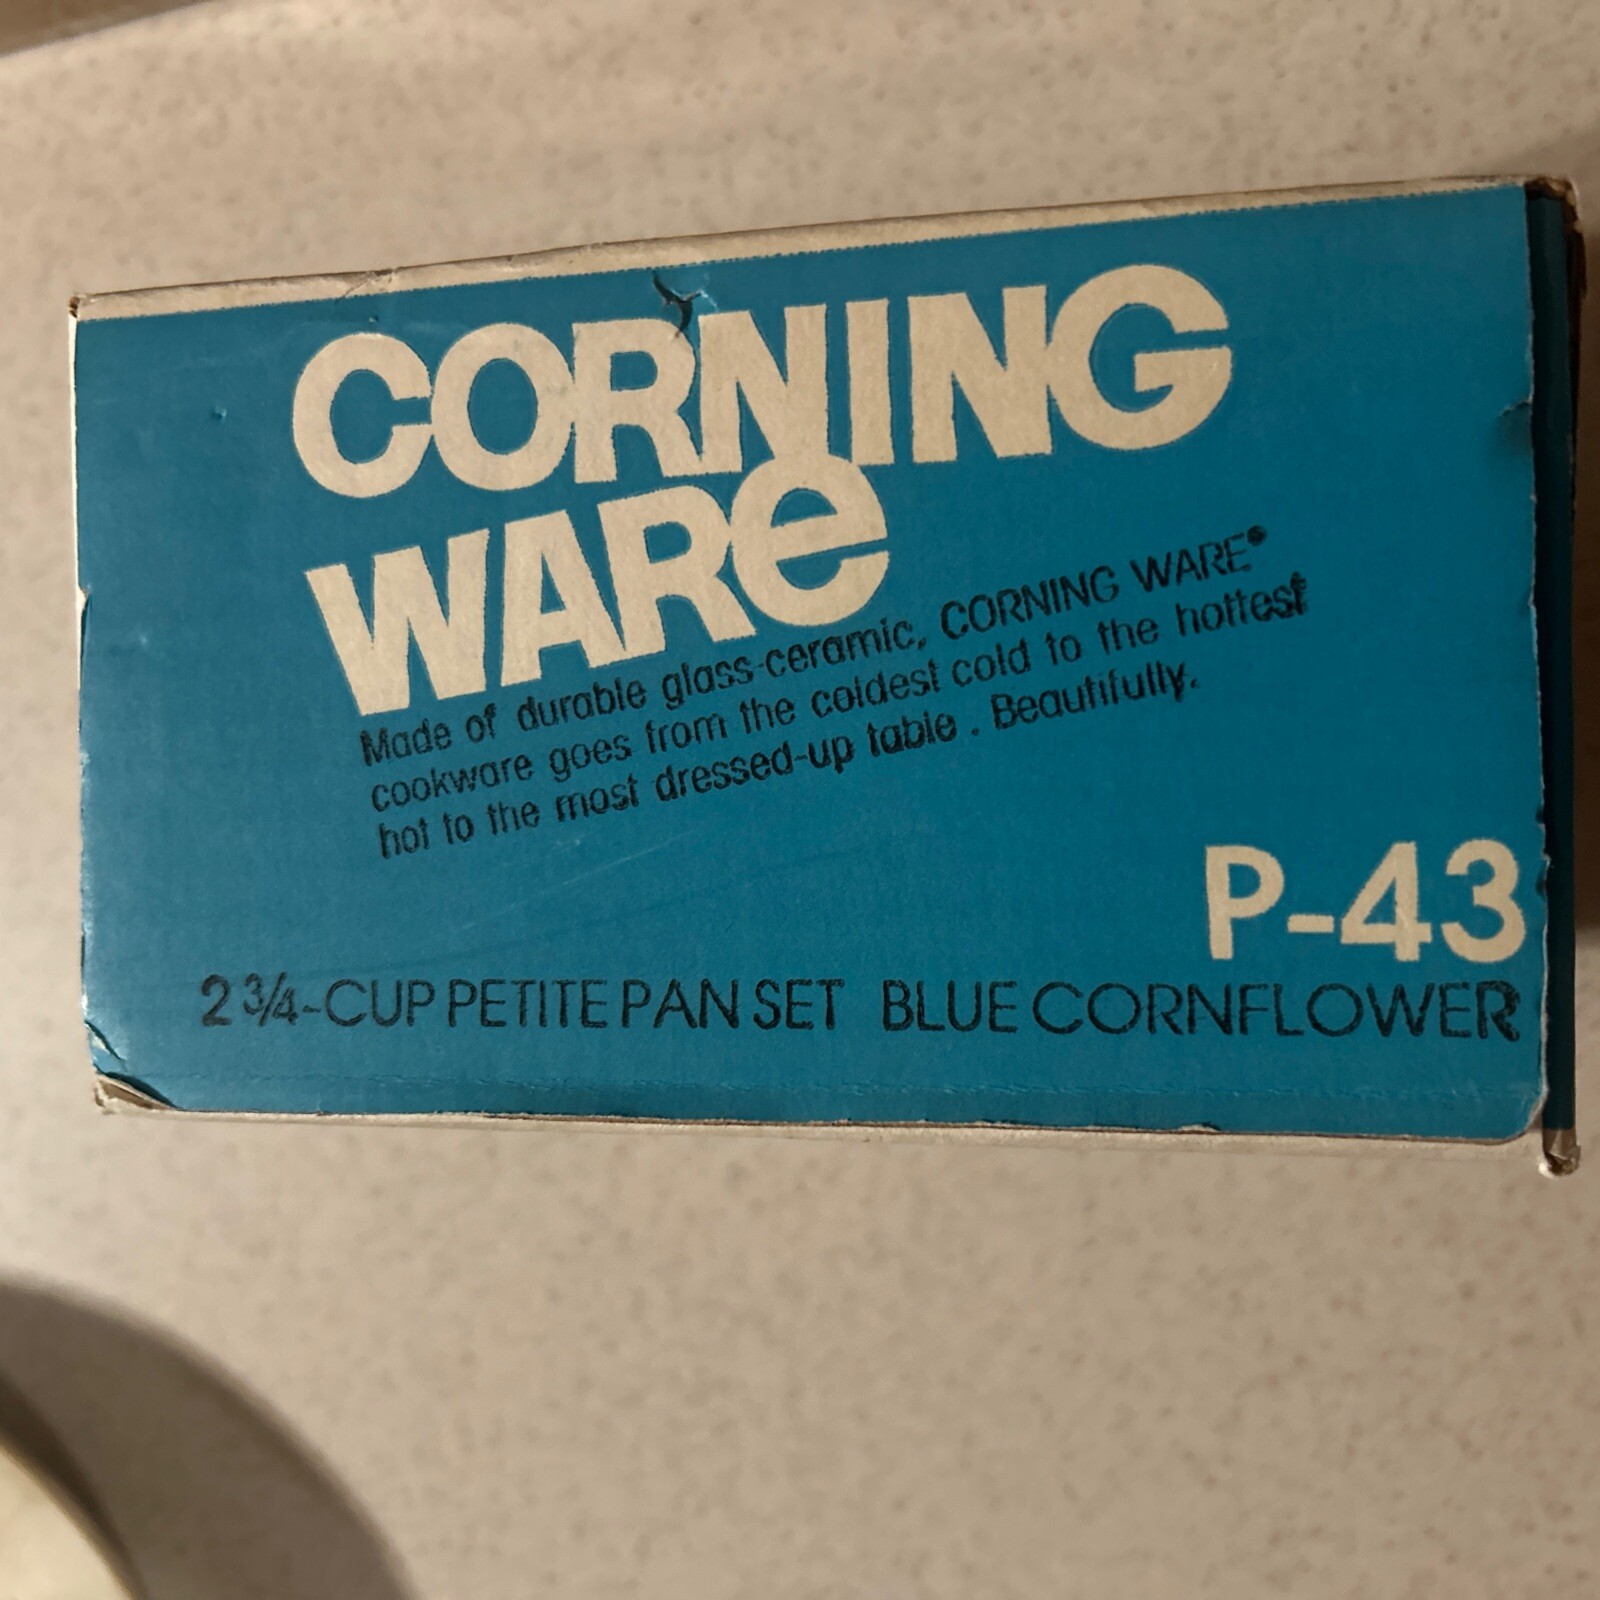 CORNING
WARe
Made of durable glass-ceramic, CORNING WARE®
cookware goes from the coldest cold to the hottest
hot to the most dressed-up table. Beautifully.
P-43
2 3/4-CUP PETITE PAN SET BLUE CORNFLOWER